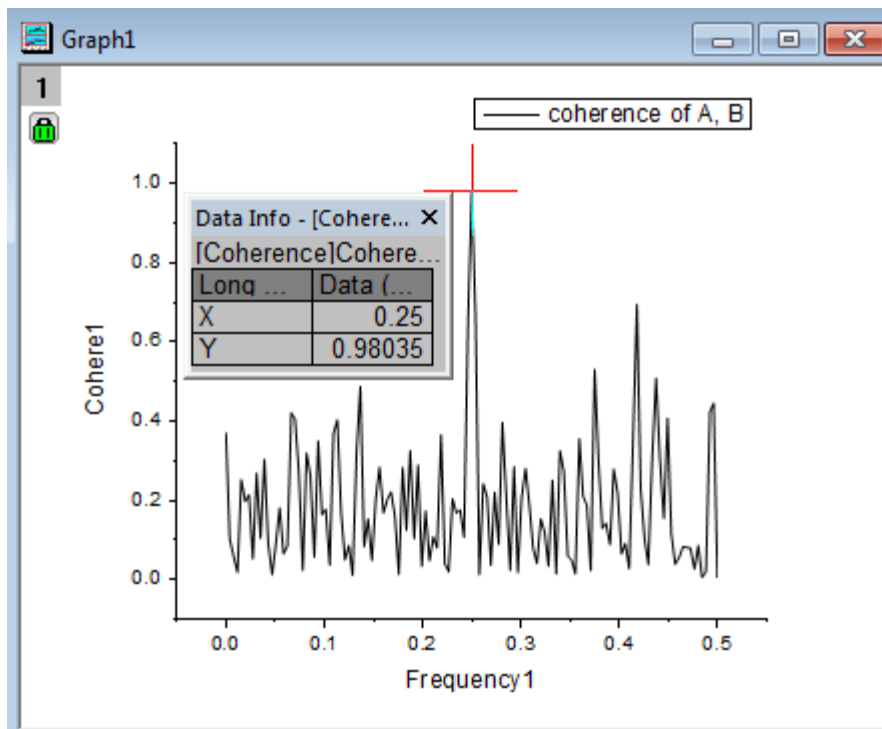 Graph1
1
coherence of A, B
1.0
0.8
0.6
0.4
0.2
0.0
Cohere1
Data Info - [Cohere... ×
[Coherence]Cohere...
Long ... Data (...
X 0.25
Y 0.98035
0.0 0.1 0.2 0.3 0.4 0.5
Frequency1